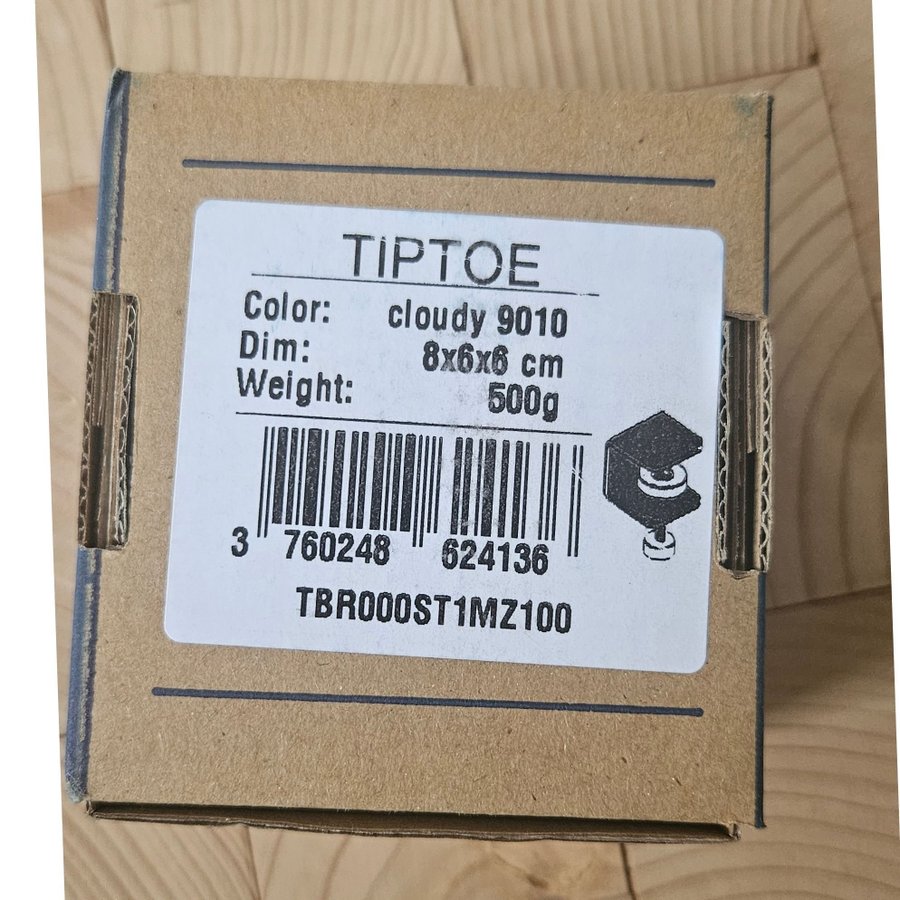 TIPTOE
Color: cloudy 9010
Dim: 8x6x6 cm
Weight: 500g
3 760248 624136
TBR000ST1MZ100